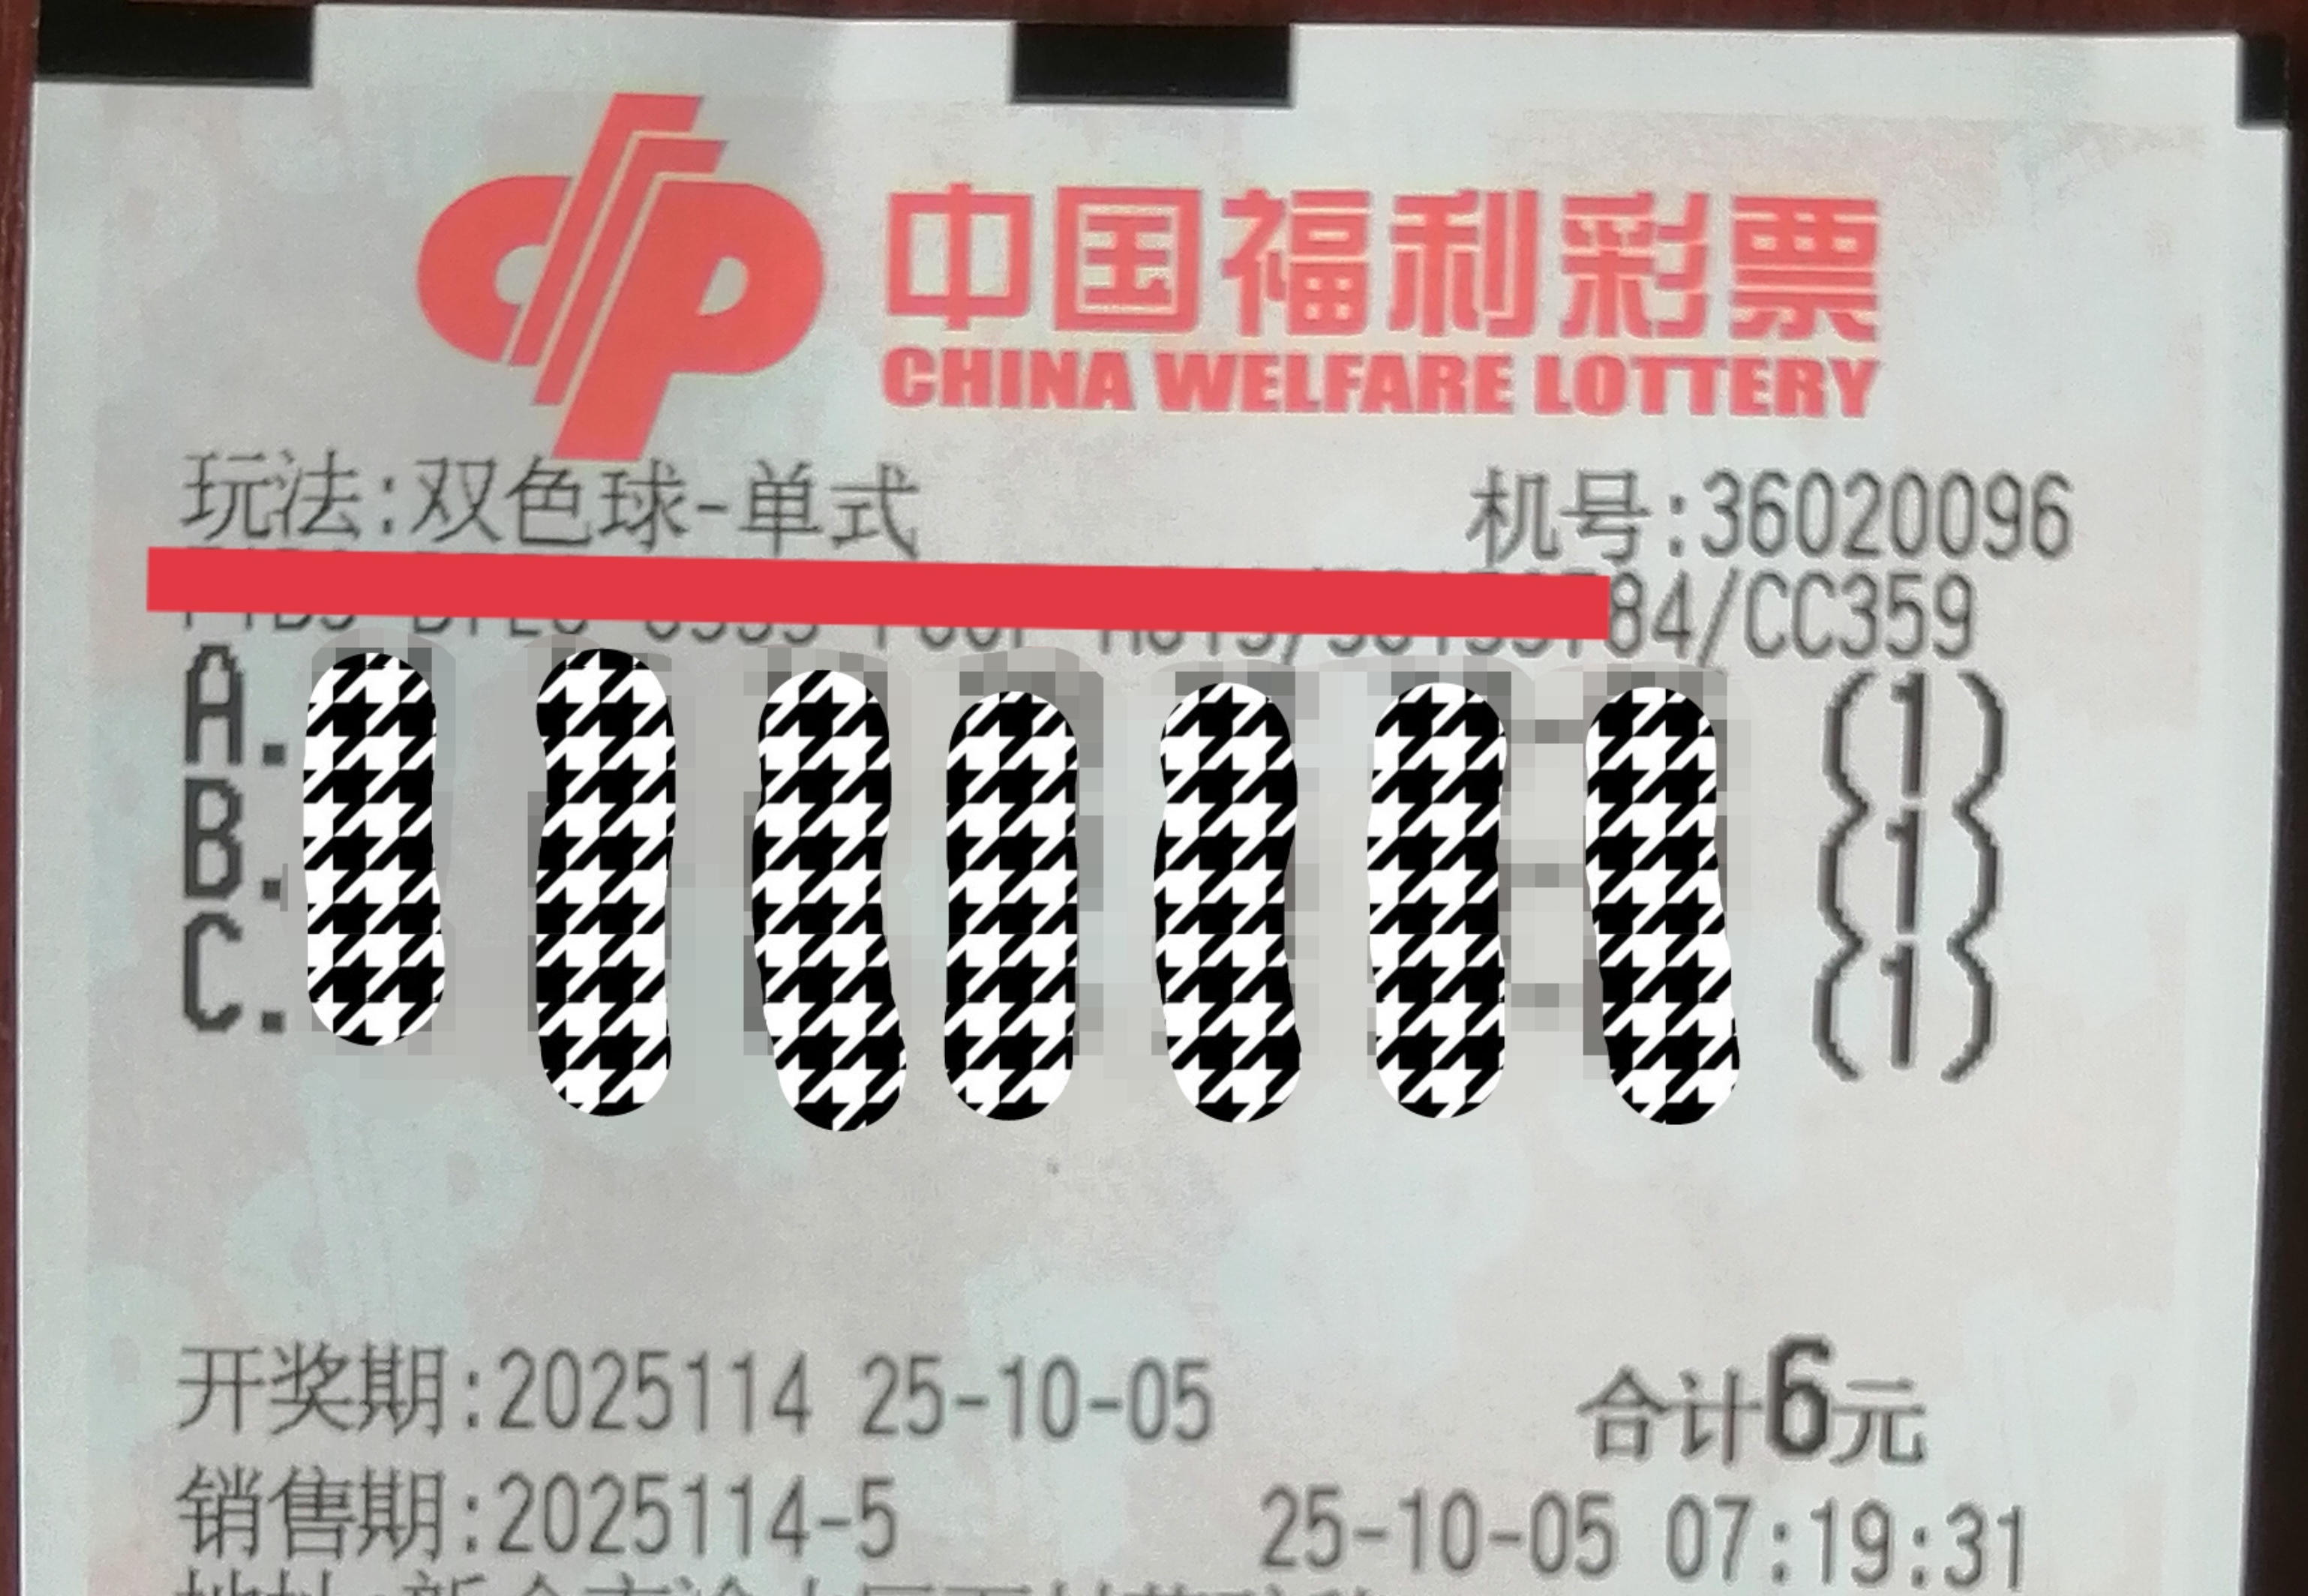 中国福利彩票
CHINA WELFARE LOTTERY
玩法:双色球-单式 机号:36020096
84/CC359
A. (1)
B. (1)
C. (1)
开奖期:2025114 25-10-05 合计6元
销售期:2025114-5 25-10-05 07:19:31